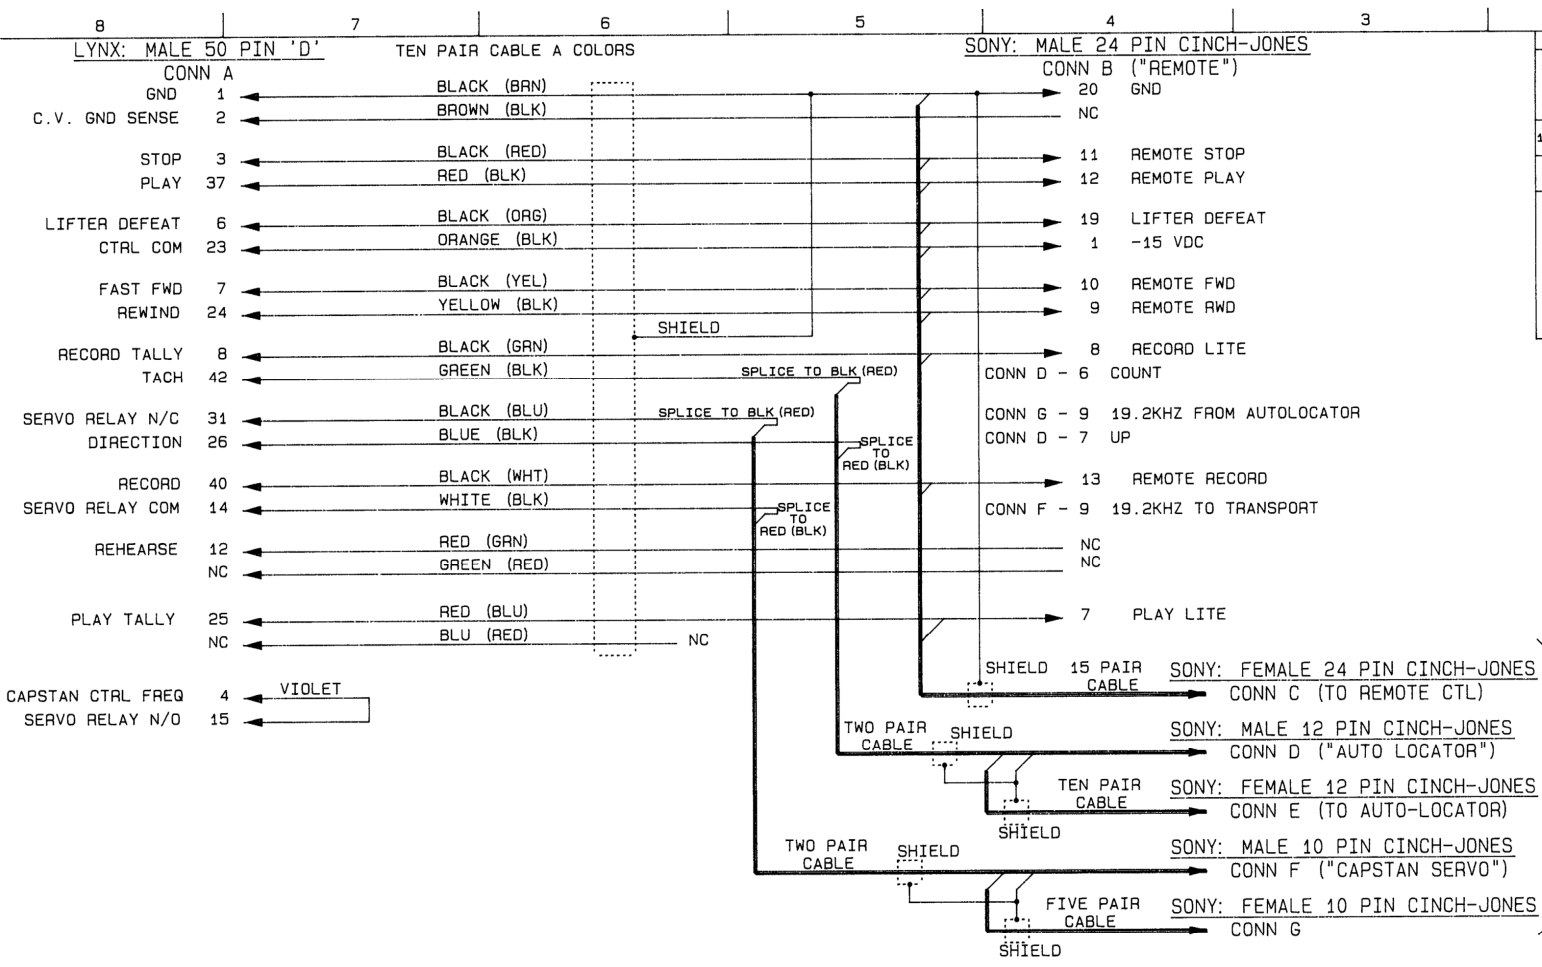 8 7 6 5 4 3
LYNX: MALE 50 PIN 'D' TEN PAIR CABLE A COLORS SONY: MALE 24 PIN CINCH-JONES
CONN A CONN B ("REMOTE")
GND 1 BLACK (BRN) 20 GND
C.V. GND SENSE 2 BROWN (BLK) NC
STOP 3 BLACK (RED) 11 REMOTE STOP
PLAY 37 RED (BLK) 12 REMOTE PLAY
LIFTER DEFEAT 6 BLACK (ORG) 19 LIFTER DEFEAT
CTRL COM 23 ORANGE (BLK) 1 -15 VDC
FAST FWD 7 BLACK (YEL) 10 REMOTE FWD
REWIND 24 YELLOW (BLK) 9 REMOTE RWD
SHIELD
RECORD TALLY 8 BLACK (GRN) 8 RECORD LITE
TACH 42 GREEN (BLK) SPLICE TO BLK (RED) CONN D - 6 COUNT
SERVO RELAY N/C 31 BLACK (BLU) SPLICE TO BLK (RED) CONN G - 9 19.2KHZ FROM AUTOLOCATOR
DIRECTION 26 BLUE (BLK) SPLICE TO RED (BLK) CONN D - 7 UP
RECORD 40 BLACK (WHT) 13 REMOTE RECORD
SERVO RELAY COM 14 WHITE (BLK) SPLICE TO RED (BLK) CONN F - 9 19.2KHZ TO TRANSPORT
REHEARSE 12 RED (GRN) NC
NC GREEN (RED) NC
PLAY TALLY 25 RED (BLU) 7 PLAY LITE
NC BLU (RED) NC
CAPSTAN CTRL FREQ 4 VIOLET
SERVO RELAY N/O 15
SHIELD 15 PAIR CABLE SONY: FEMALE 24 PIN CINCH-JONES
CONN C (TO REMOTE CTL)
TWO PAIR CABLE SHIELD SONY: MALE 12 PIN CINCH-JONES
CONN D ("AUTO LOCATOR")
TEN PAIR CABLE SONY: FEMALE 12 PIN CINCH-JONES
CONN E (TO AUTO-LOCATOR)
SHIELD
TWO PAIR CABLE SHIELD SONY: MALE 10 PIN CINCH-JONES
CONN F ("CAPSTAN SERVO")
FIVE PAIR CABLE SONY: FEMALE 10 PIN CINCH-JONES
CONN G
SHIELD